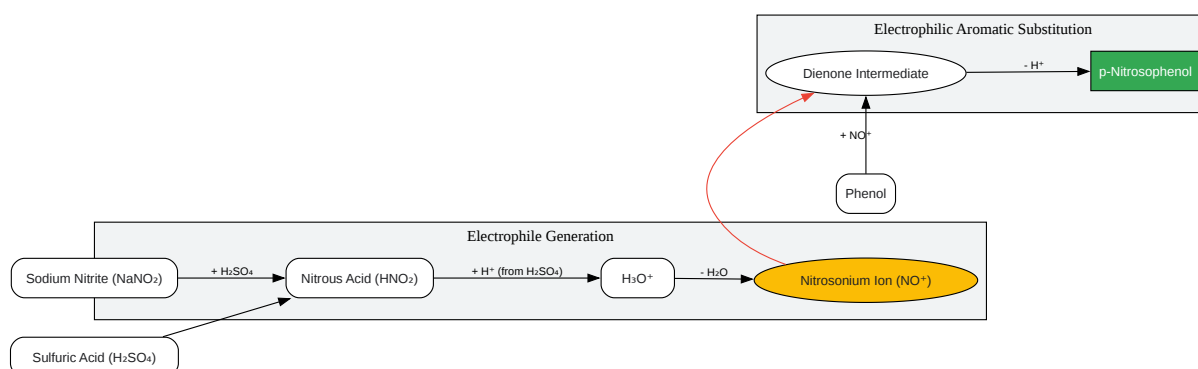 Electrophilic Aromatic Substitution
Dienone Intermediate
- H⁺
p-Nitrosophenol
+ NO⁺
Phenol
Electrophile Generation
Sodium Nitrite (NaNO₂)
+ H₂SO₄
Nitrous Acid (HNO₂)
+ H⁺ (from H₂SO₄)
H₃O⁺
- H₂O
Nitrosonium Ion (NO⁺)
Sulfuric Acid (H₂SO₄)